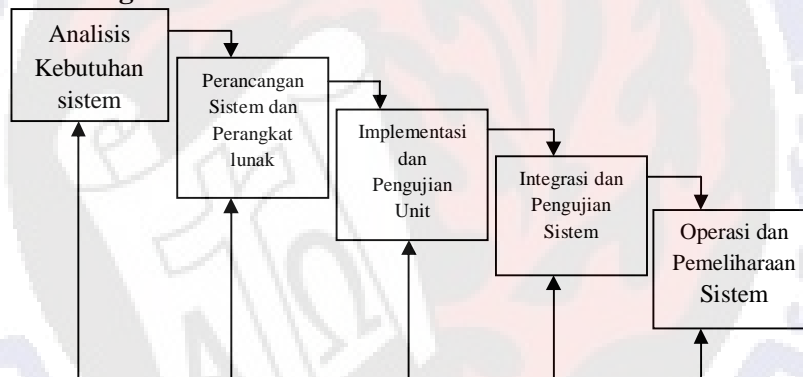 Analisis
Kebutuhan
sistem
Perancangan
Sistem dan
Perangkat
lunak
Implementasi
dan
Pengujian
Unit
Integrasi dan
Pengujian
Sistem
Operasi dan
Pemeliharaan
Sistem